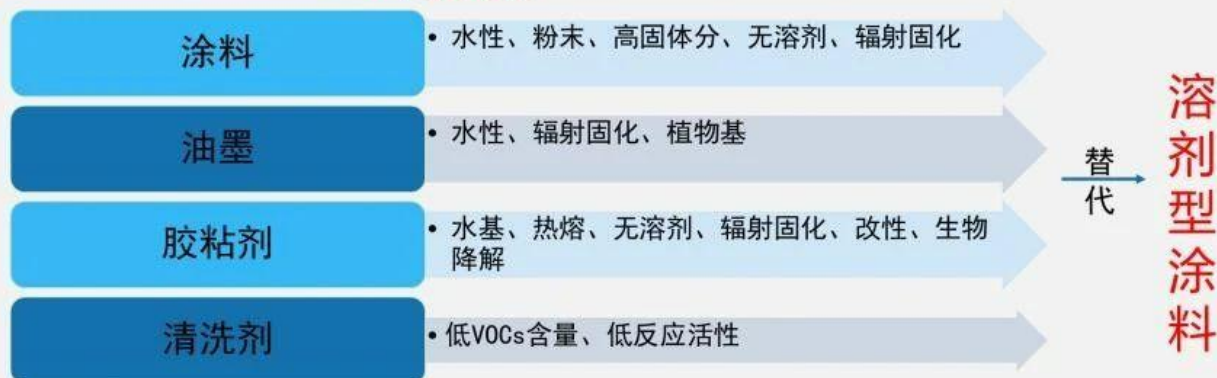 涂料
• 水性、粉末、高固体分、无溶剂、辐射固化
油墨
• 水性、辐射固化、植物基
胶粘剂
• 水基、热熔、无溶剂、辐射固化、改性、生物
降解
清洗剂
• 低VOCs含量、低反应活性
替代
溶剂型涂料